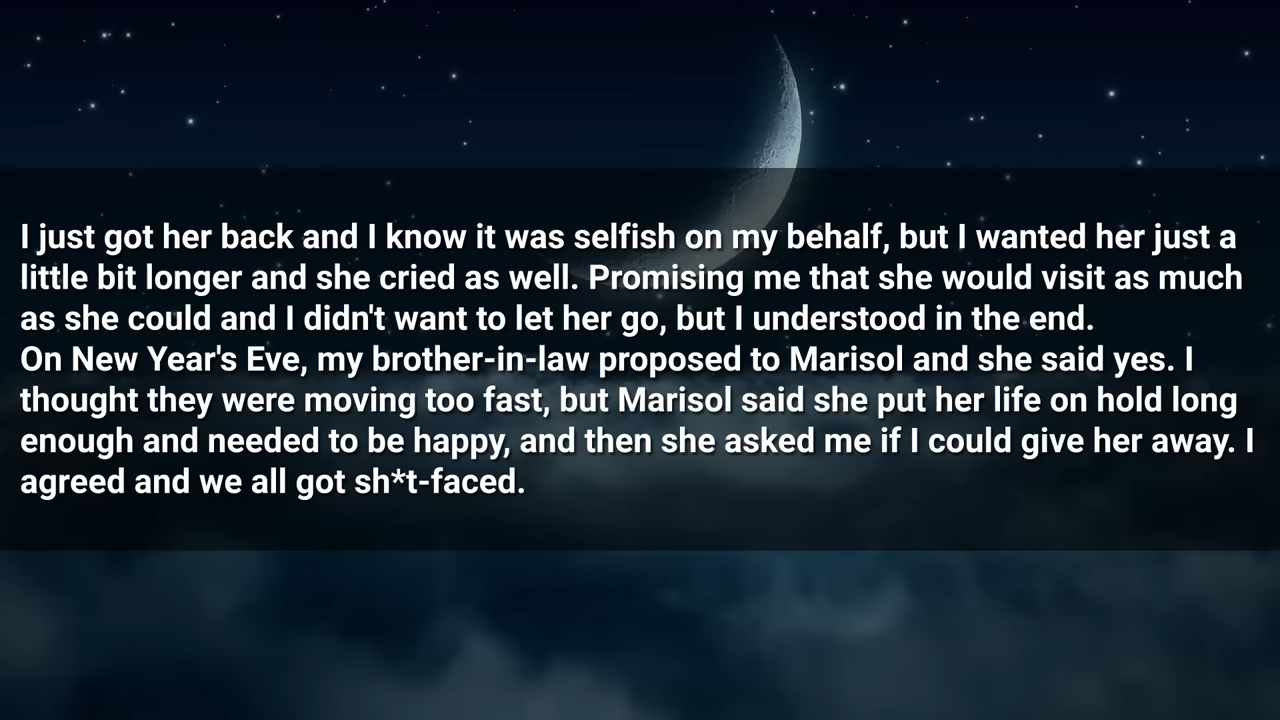 I just got her back and I know it was selfish on my behalf, but I wanted her just a
little bit longer and she cried as well. Promising me that she would visit as much
as she could and I didn't want to let her go, but I understood in the end.
On New Year's Eve, my brother-in-law proposed to Marisol and she said yes. I
thought they were moving too fast, but Marisol said she put her life on hold long
enough and needed to be happy, and then she asked me if I could give her away. I
agreed and we all got sh*t-faced.